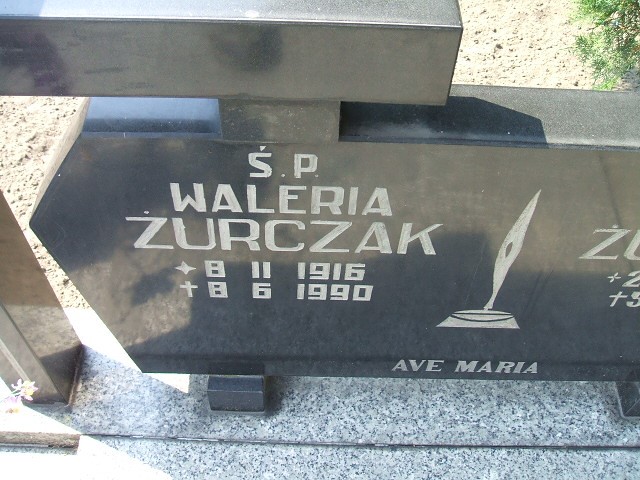 Ś.P.
WALERIA
ŻURCZAK
✦ 8 11 1916
✝ 8 6 1990
AVE MARIA